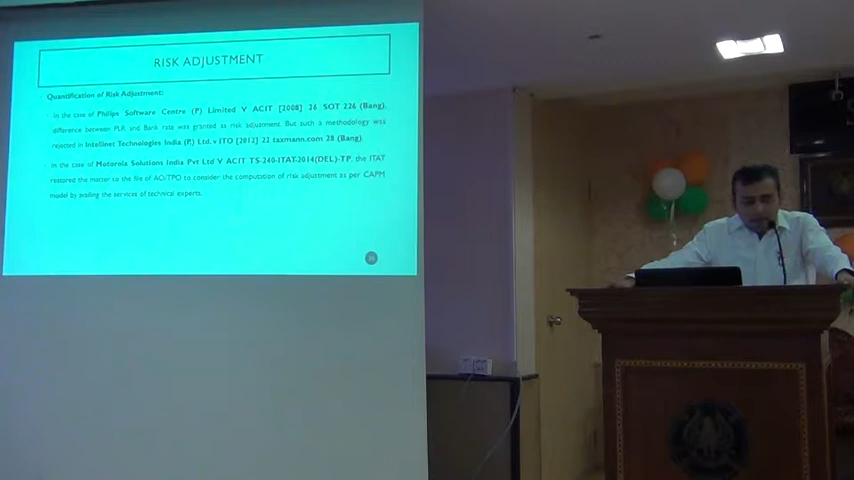 RISK ADJUSTMENT
Quantification of Risk Adjustment:
In the case of Philips Software Centre (P) Limited V ACIT [2008] 26 SOT 226 (Bang),
difference between PLR and Bank rate was granted as risk adjustment. But such a methodology was
rejected in Intellinet Technologies India (P.) Ltd. v ITO [2012] 22 taxmann.com 28 (Bang)
In the case of Motorola Solutions India Pvt Ltd V ACIT TS-240-ITAT-2014(DEL)-TP, the ITAT
restored the matter to the file of AO/TPO to consider the computation of risk adjustment as per CAPM
model by availing the services of technical experts.